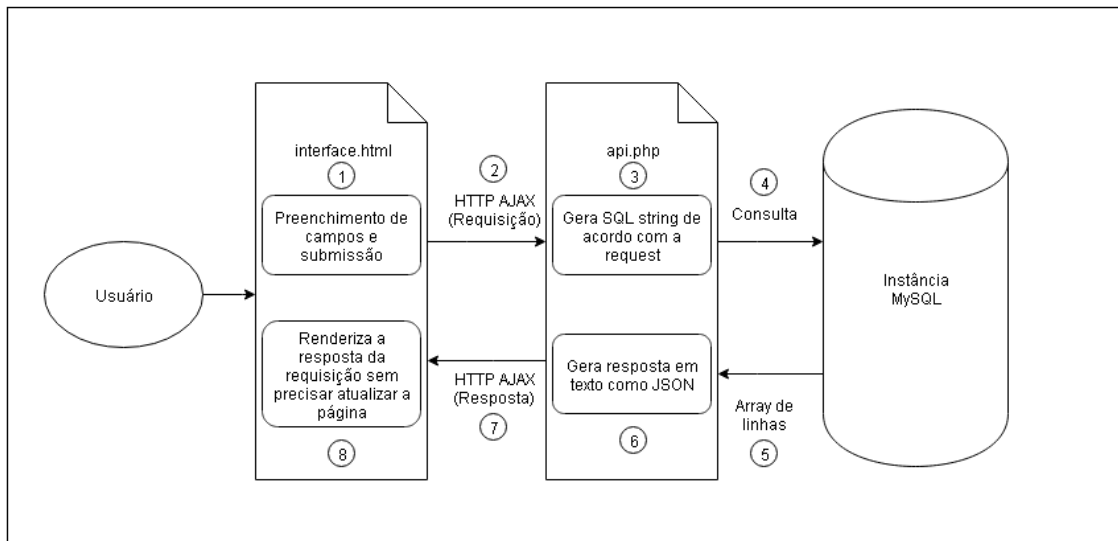 Usuário
interface.html
1
Preenchimento de
campos e
submissão
2
HTTP AJAX
(Requisição)
api.php
3
Gera SQL string de
acordo com a
request
4
Consulta
Instância
MySQL
Array de
linhas
5
Gera resposta em
texto como JSON
6
HTTP AJAX
(Resposta)
7
Renderiza a
resposta da
requisição sem
precisar atualizar a
página
8